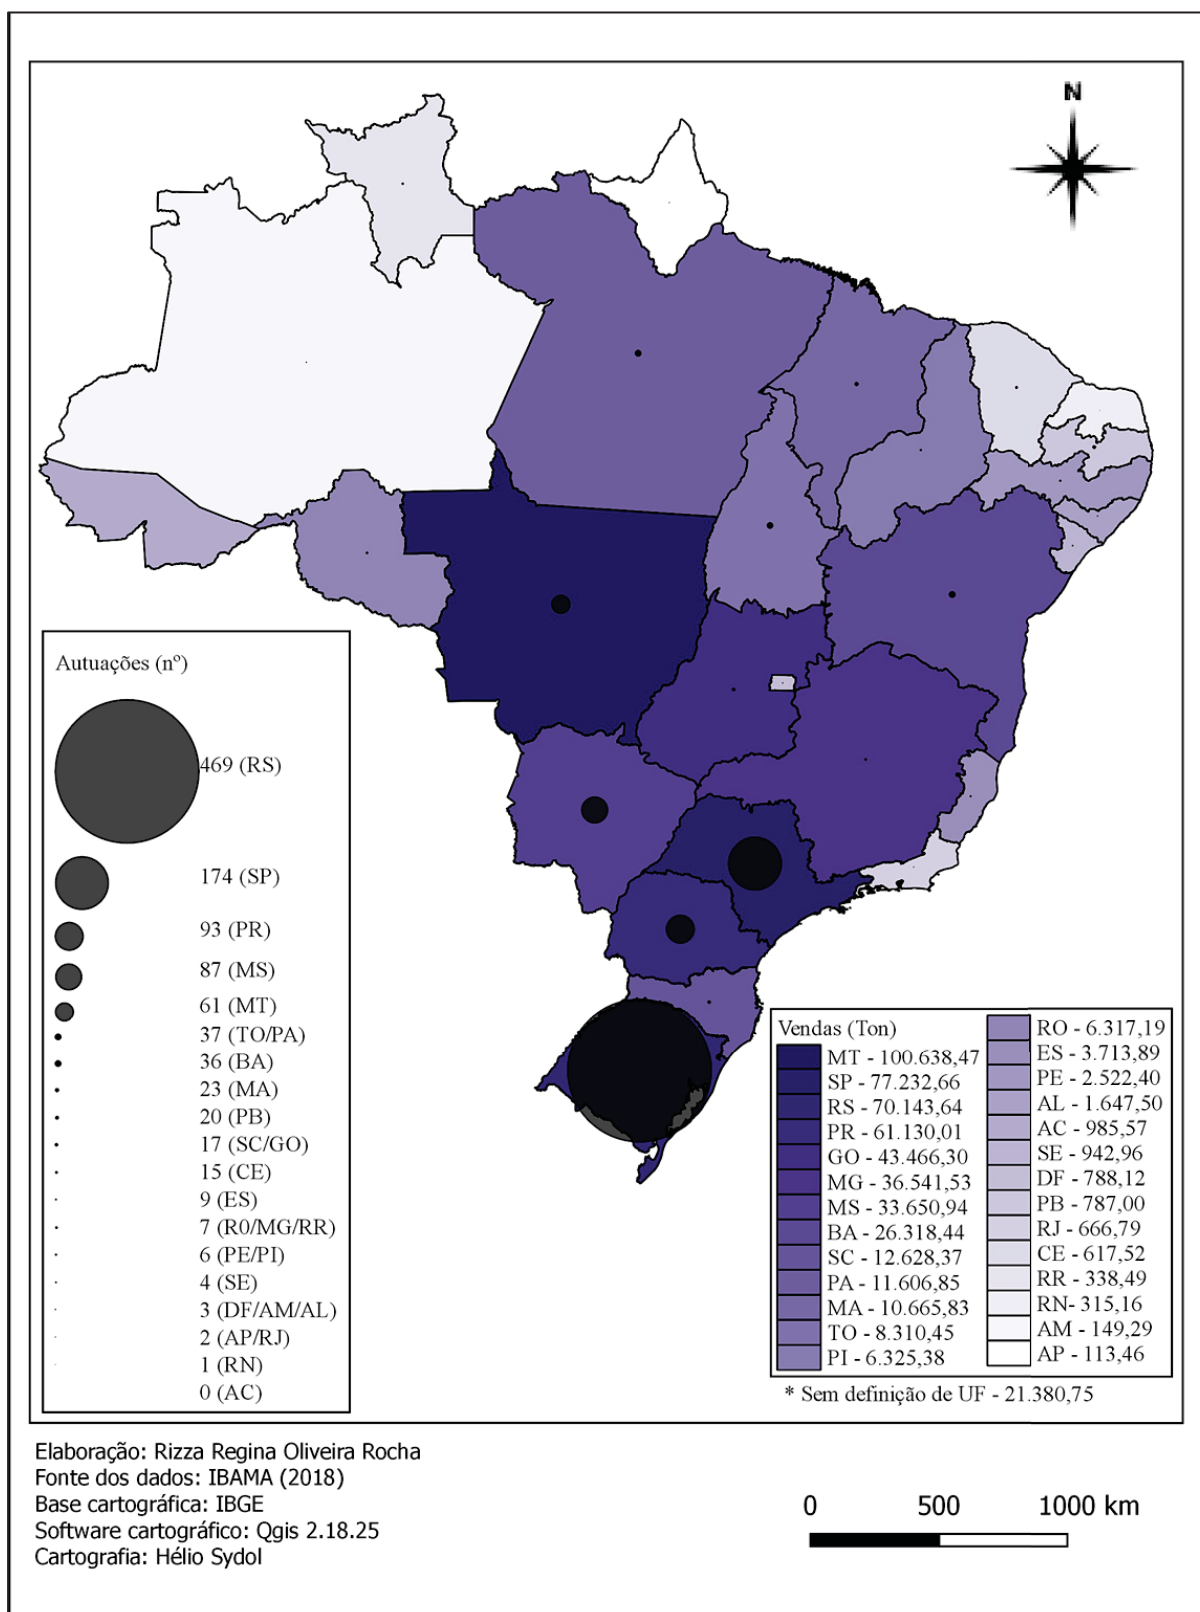 N
Autuações (nº)
469 (RS)
174 (SP)
93 (PR)
87 (MS)
61 (MT)
37 (TO/PA)
36 (BA)
23 (MA)
20 (PB)
17 (SC/GO)
15 (CE)
9 (ES)
7 (R0/MG/RR)
6 (PE/PI)
4 (SE)
3 (DF/AM/AL)
2 (AP/RJ)
1 (RN)
0 (AC)
Vendas (Ton)
MT - 100.638,47
SP - 77.232,66
RS - 70.143,64
PR - 61.130,01
GO - 43.466,30
MG - 36.541,53
MS - 33.650,94
BA - 26.318,44
SC - 12.628,37
PA - 11.606,85
MA - 10.665,83
TO - 8.310,45
PI - 6.325,38
RO - 6.317,19
ES - 3.713,89
PE - 2.522,40
AL - 1.647,50
AC - 985,57
SE - 942,96
DF - 788,12
PB - 787,00
RJ - 666,79
CE - 617,52
RR - 338,49
RN- 315,16
AM - 149,29
AP - 113,46
* Sem definição de UF - 21.380,75
Elaboração: Rizza Regina Oliveira Rocha
Fonte dos dados: IBAMA (2018)
Base cartográfica: IBGE
Software cartográfico: Qgis 2.18.25
Cartografia: Hélio Sydol
0 500 1000 km